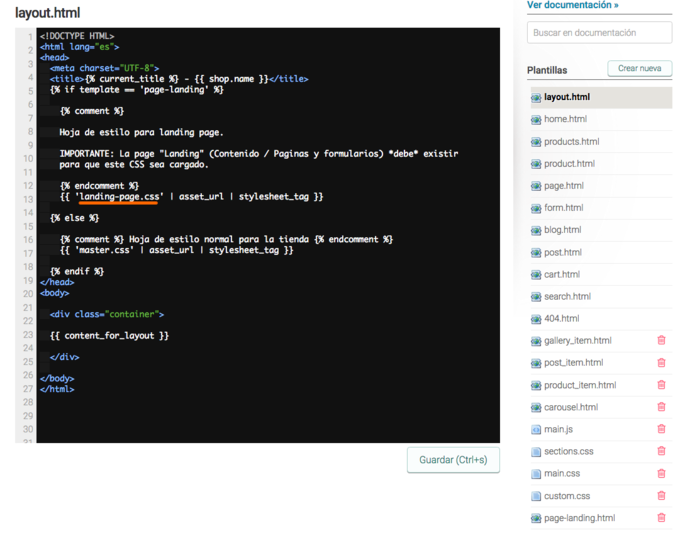 layout.html
1 <!DOCTYPE HTML>
2 <html lang="es">
3 <head>
4 <meta charset="UTF-8">
5 <title>{% current_title %} - {{ shop.name }}</title>
6 {% if template == 'page-landing' %}
7
8 {% comment %}
9
10 Hoja de estilo para landing page.
11
12 IMPORTANTE: La page "Landing" (Contenido / Paginas y formularios) *debe* existir
para que este CSS sea cargado.
13
{% endcomment %}
14 {{ 'landing-page.css' | asset_url | stylesheet_tag }}
15
{% else %}
16
{% comment %} Hoja de estilo normal para la tienda {% endcomment %}
17 {{ 'master.css' | asset_url | stylesheet_tag }}
18
{% endif %}
19 </head>
20 <body>
21
22 <div class="container">
23
{{ content_for_layout }}
24
25 </div>
26
</body>
27 </html>
28
29
30
31
Guardar (Ctrl+s)
Ver documentación »
Buscar en documentación
Plantillas
Crear nueva
layout.html
home.html
products.html
product.html
page.html
form.html
blog.html
post.html
cart.html
search.html
404.html
gallery_item.html
post_item.html
product_item.html
carousel.html
main.js
sections.css
main.css
custom.css
page-landing.html